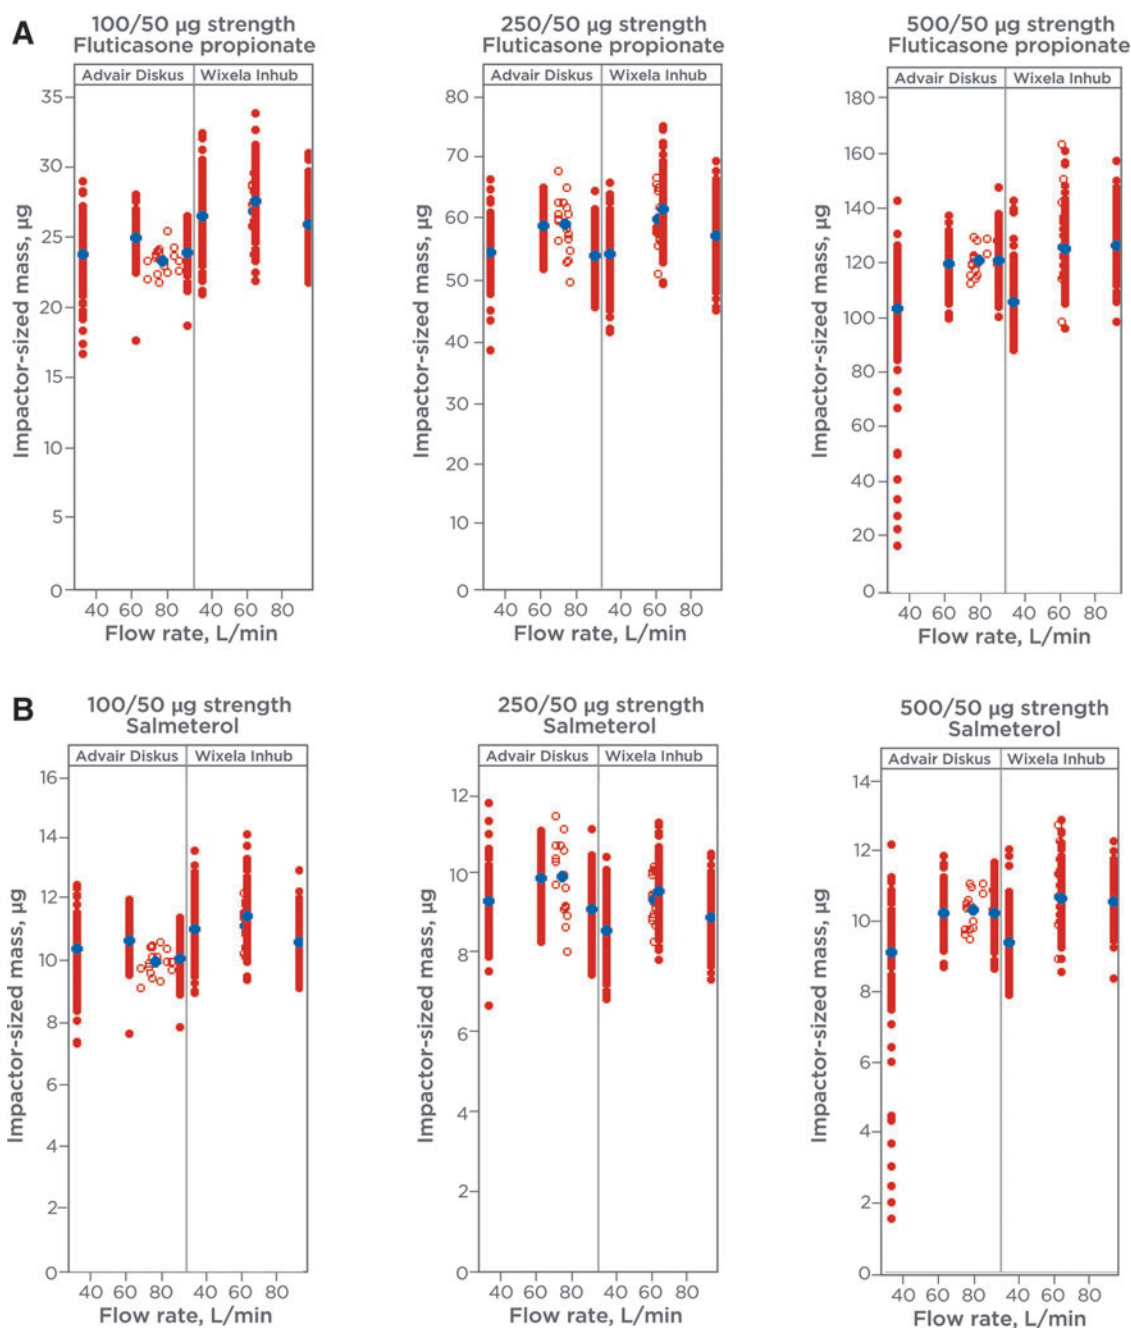 A
100/50 µg strength
Fluticasone propionate
250/50 µg strength
Fluticasone propionate
500/50 µg strength
Fluticasone propionate
Advair Diskus Wixela Inhub
Advair Diskus Wixela Inhub
Advair Diskus Wixela Inhub
Impactor-sized mass, µg
35
30
25
20
15
10
5
0
40 60 80 40 60 80
Flow rate, L/min
Impactor-sized mass, µg
80
70
60
50
40
30
20
10
0
40 60 80 40 60 80
Flow rate, L/min
Impactor-sized mass, µg
180
160
140
120
100
80
60
40
20
0
40 60 80 40 60 80
Flow rate, L/min
B
100/50 µg strength
Salmeterol
250/50 µg strength
Salmeterol
500/50 µg strength
Salmeterol
Advair Diskus Wixela Inhub
Advair Diskus Wixela Inhub
Advair Diskus Wixela Inhub
Impactor-sized mass, µg
16
14
12
10
8
6
4
2
0
40 60 80 40 60 80
Flow rate, L/min
Impactor-sized mass, µg
12
10
8
6
4
2
0
40 60 80 40 60 80
Flow rate, L/min
Impactor-sized mass, µg
14
12
10
8
6
4
2
0
40 60 80 40 60 80
Flow rate, L/min